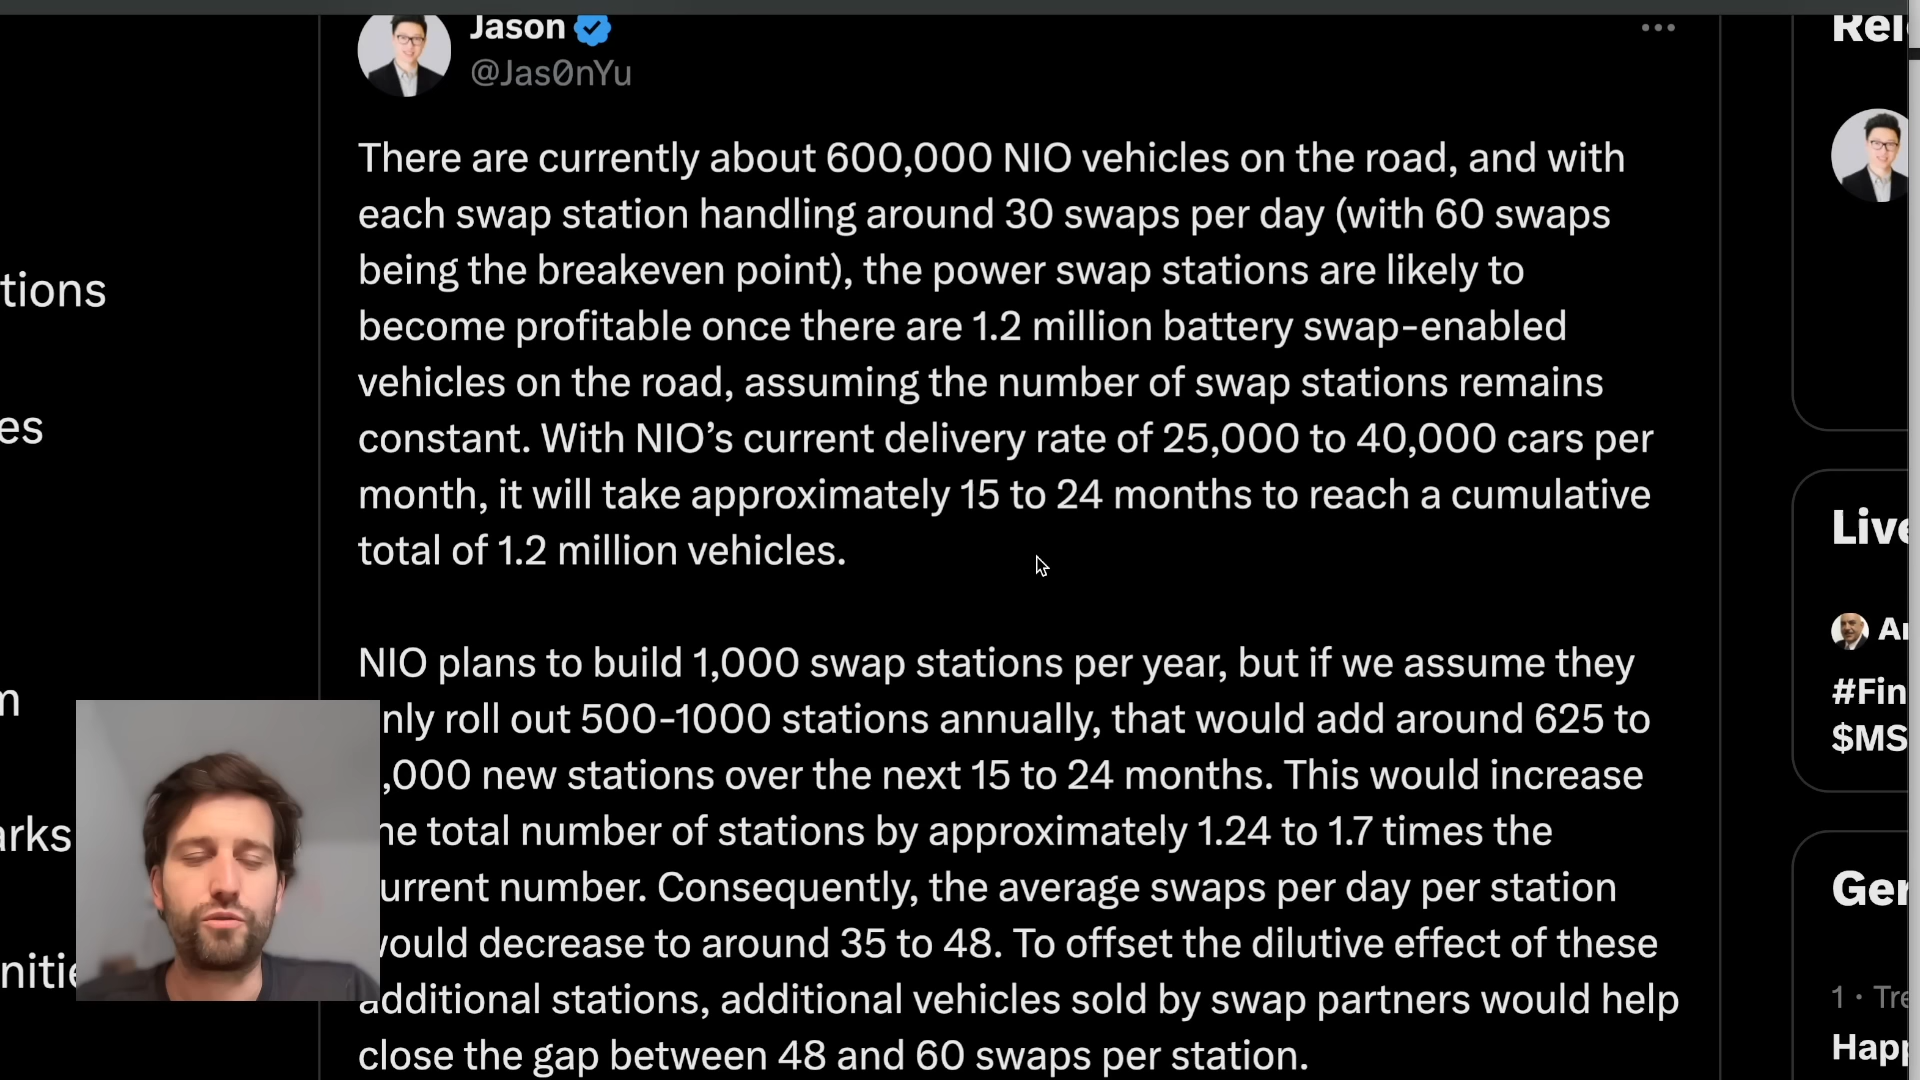 Jason
@Jas0nYu
There are currently about 600,000 NIO vehicles on the road, and with
each swap station handling around 30 swaps per day (with 60 swaps
being the breakeven point), the power swap stations are likely to
become profitable once there are 1.2 million battery swap-enabled
vehicles on the road, assuming the number of swap stations remains
constant. With NIO’s current delivery rate of 25,000 to 40,000 cars per
month, it will take approximately 15 to 24 months to reach a cumulative
total of 1.2 million vehicles.
NIO plans to build 1,000 swap stations per year, but if we assume they
nly roll out 500-1000 stations annually, that would add around 625 to
,000 new stations over the next 15 to 24 months. This would increase
he total number of stations by approximately 1.24 to 1.7 times the
urrent number. Consequently, the average swaps per day per station
would decrease to around 35 to 48. To offset the dilutive effect of these
additional stations, additional vehicles sold by swap partners would help
close the gap between 48 and 60 swaps per station.
tions
es
m
arks
nitie
Rel
Live
Ar
#Fin
$MS
Ger
1 · Tre
Happ